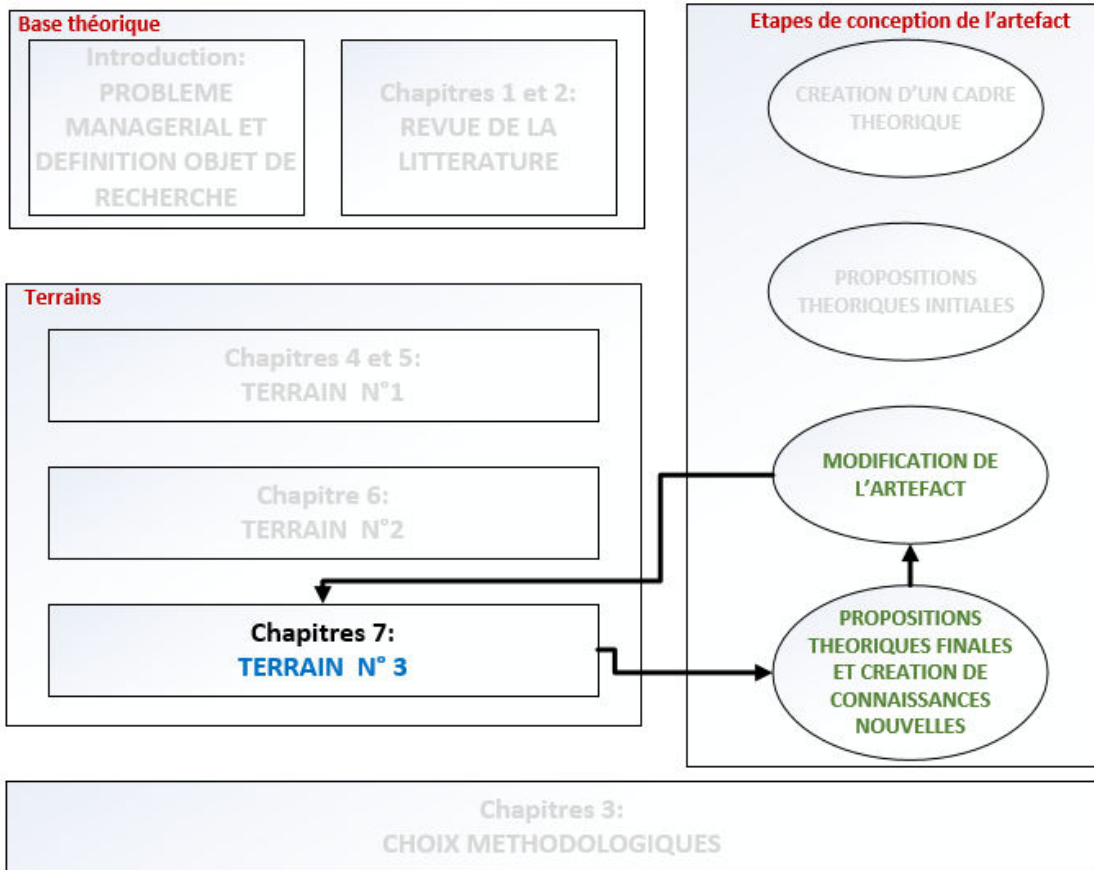 Base théorique
Introduction:
PROBLEME
MANAGERIAL ET
DEFINITION OBJET DE
RECHERCHE
Chapitres 1 et 2:
REVUE DE LA
LITTERATURE
Etapes de conception de l'artefact
CREATION D'UN CADRE
THEORIQUE
PROPOSITIONS
THEORIQUES INITIALES
MODIFICATION DE
L'ARTEFACT
PROPOSITIONS
THEORIQUES FINALES
ET CREATION DE
CONNAISSANCES
NOUVELLES
Terrains
Chapitres 4 et 5:
TERRAIN N°1
Chapitre 6:
TERRAIN N°2
Chapitres 7:
TERRAIN N° 3
Chapitres 3:
CHOIX METHODOLOGIQUES